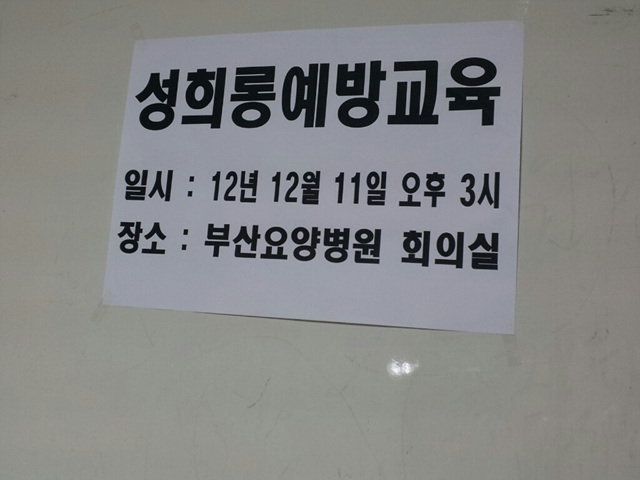 성희롱예방교육
일시 : 12년 12월 11일 오후 3시
장소 : 부산요양병원 회의실